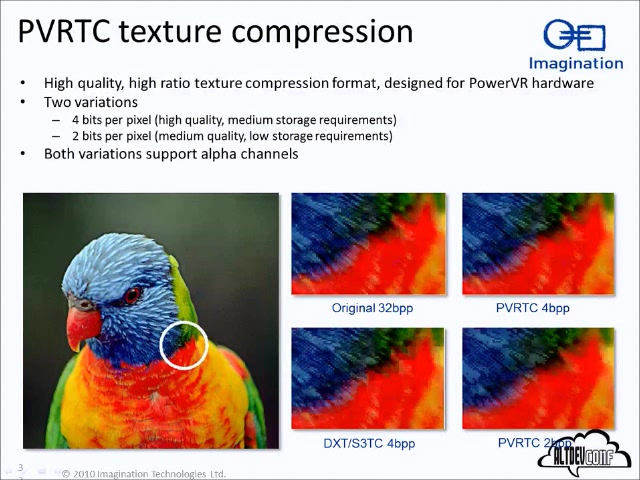 PVRTC texture compression
Imagination
• High quality, high ratio texture compression format, designed for PowerVR hardware
• Two variations
– 4 bits per pixel (high quality, medium storage requirements)
– 2 bits per pixel (medium quality, low storage requirements)
• Both variations support alpha channels
Original 32bpp
PVRTC 4bpp
DXT/S3TC 4bpp
PVRTC 2bpp
ALTDEVCONF
3
© 2010 Imagination Technologies Ltd.